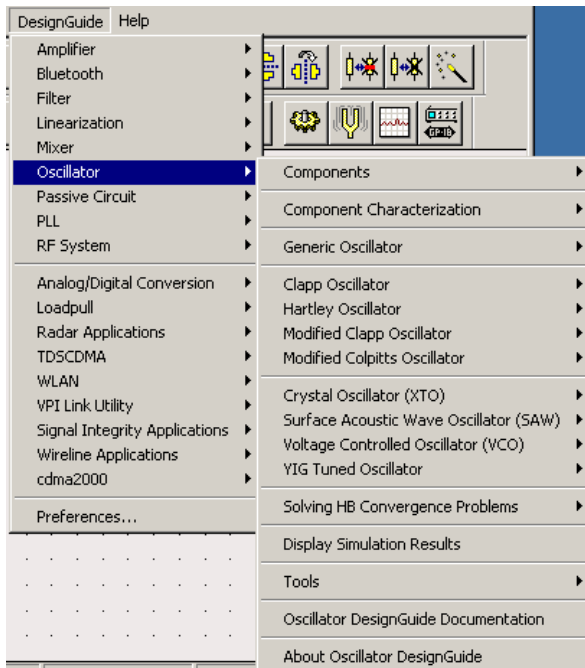 DesignGuide Help
Amplifier
Bluetooth
Filter
Linearization
Mixer
Oscillator
Passive Circuit
PLL
RF System
Analog/Digital Conversion
Loadpull
Radar Applications
TDSCDMA
WLAN
VPI Link Utility
Signal Integrity Applications
Wireline Applications
cdma2000
Preferences...
GPIB
Components
Component Characterization
Generic Oscillator
Clapp Oscillator
Hartley Oscillator
Modified Clapp Oscillator
Modified Colpitts Oscillator
Crystal Oscillator (XTO)
Surface Acoustic Wave Oscillator (SAW)
Voltage Controlled Oscillator (VCO)
YIG Tuned Oscillator
Solving HB Convergence Problems
Display Simulation Results
Tools
Oscillator DesignGuide Documentation
About Oscillator DesignGuide